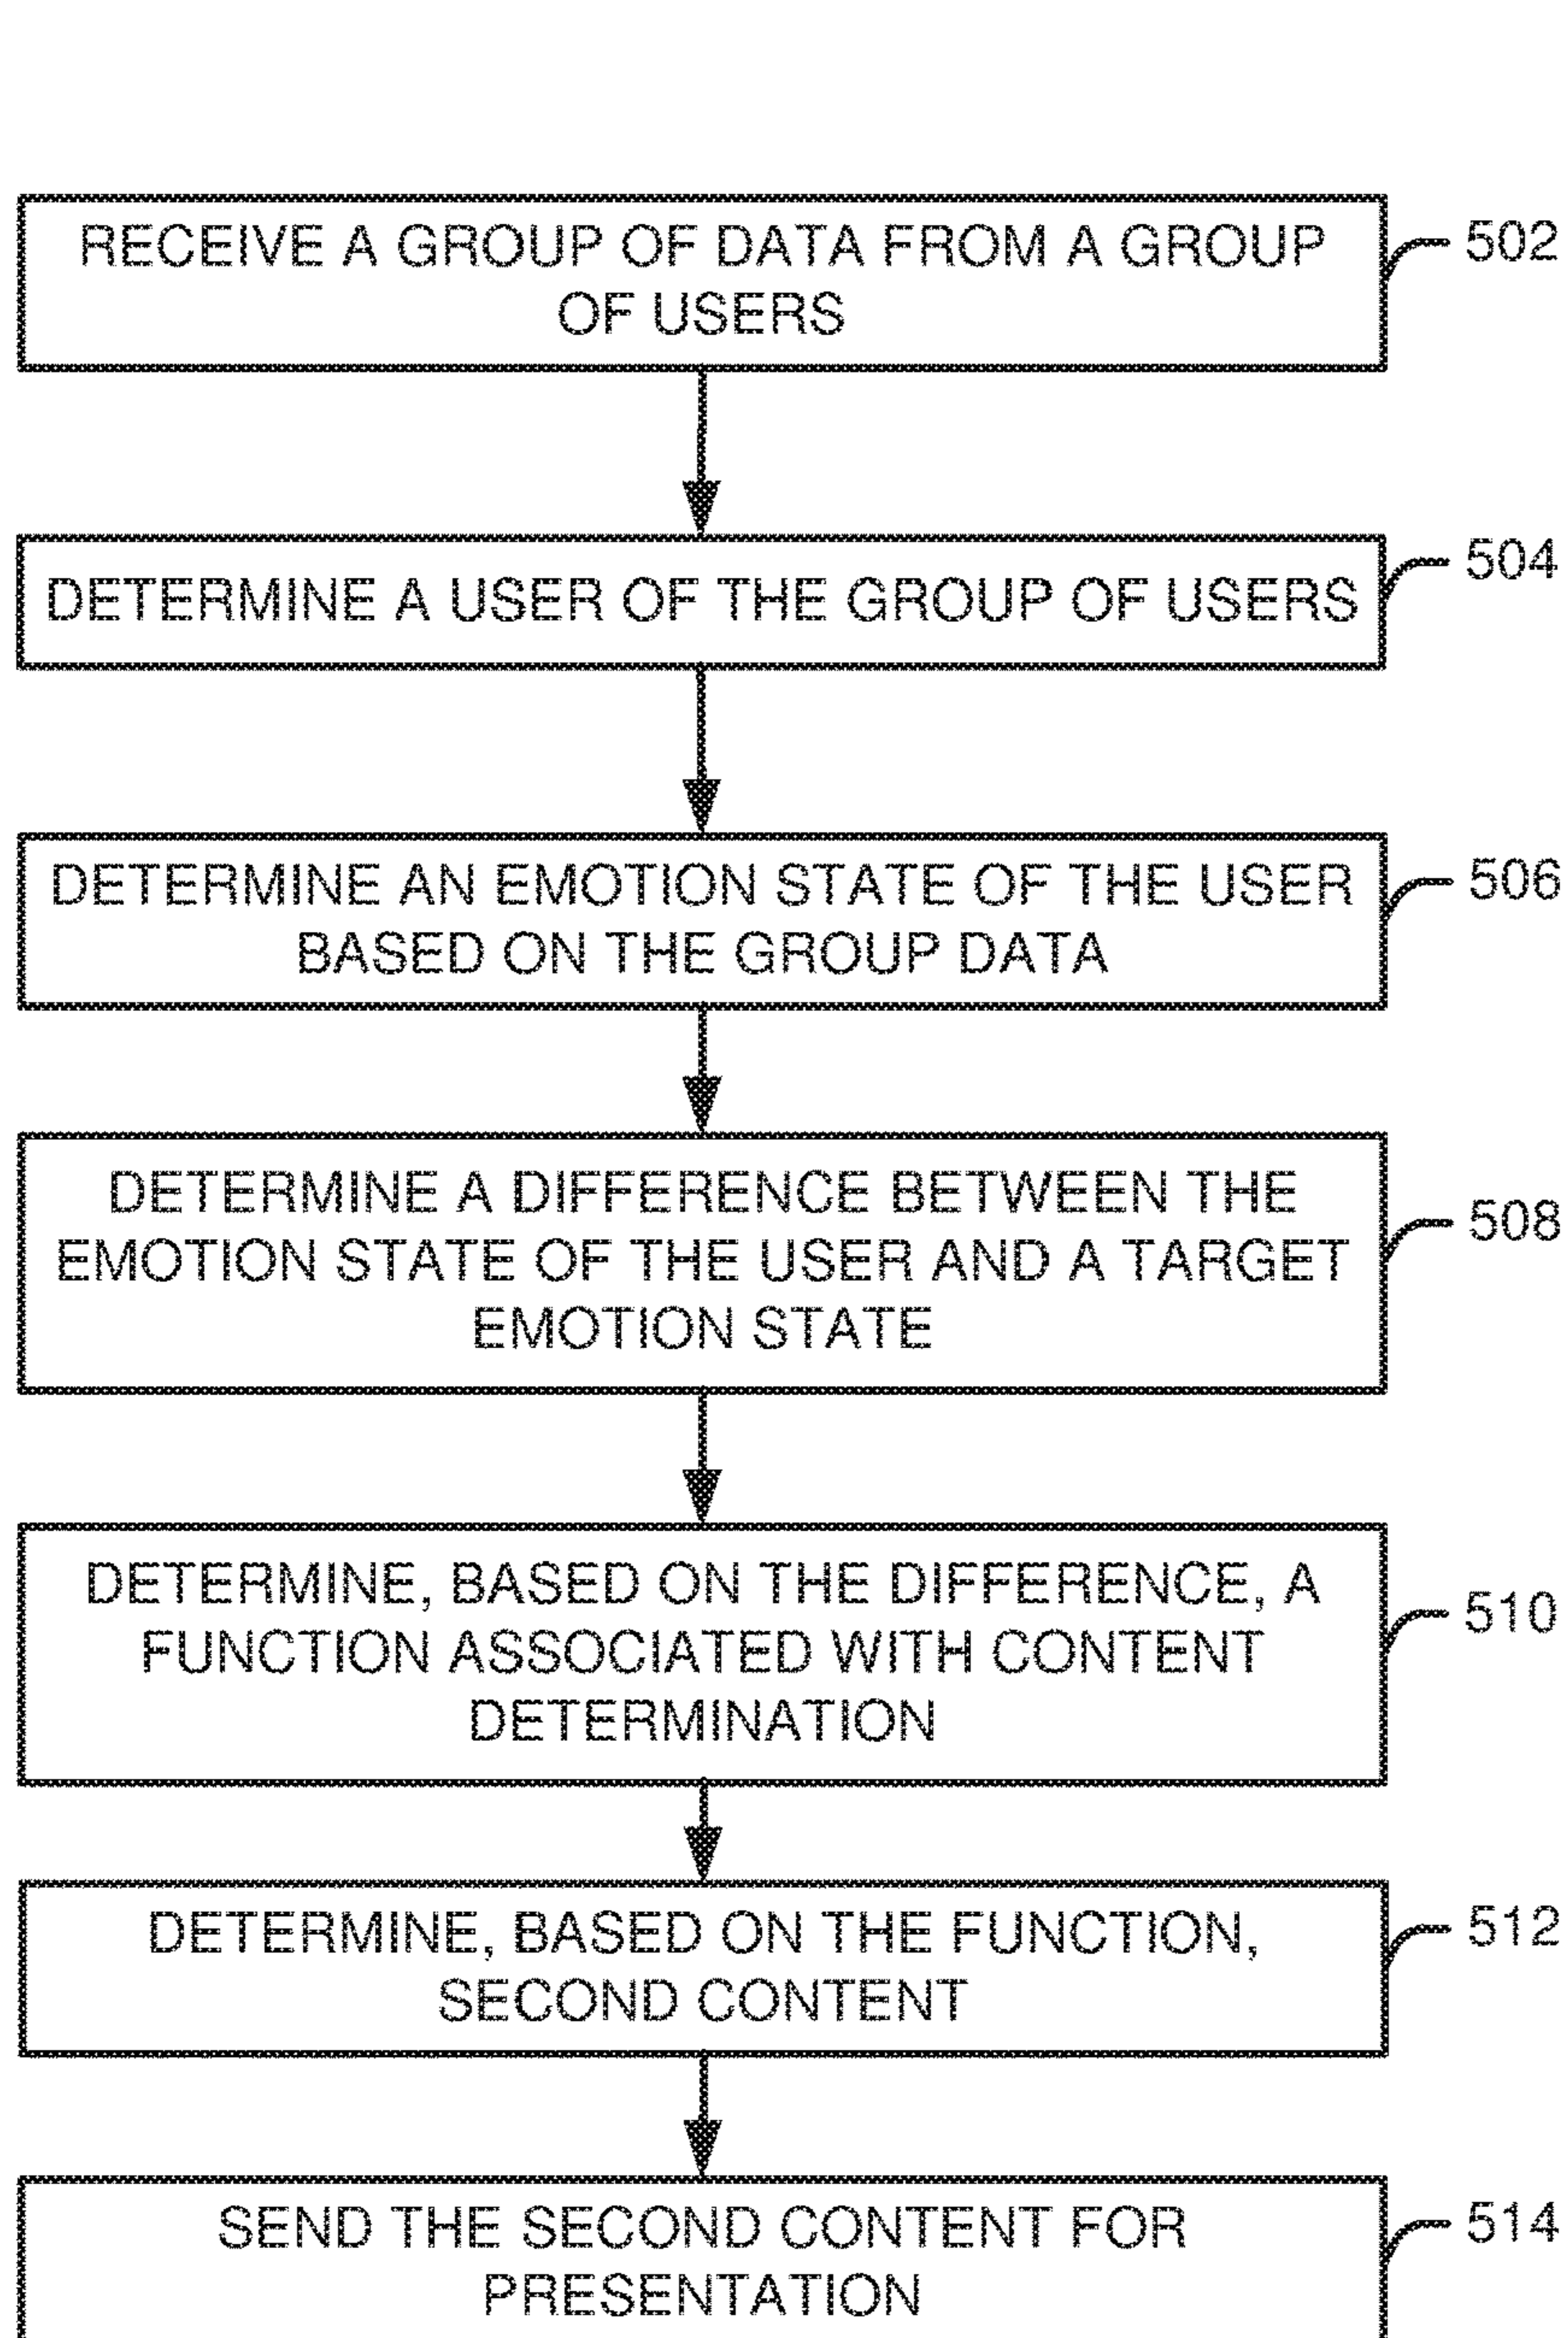 RECEIVE A GROUP OF DATA FROM A GROUP
OF USERS
502
DETERMINE A USER OF THE GROUP OF USERS
504
DETERMINE AN EMOTION STATE OF THE USER
BASED ON THE GROUP DATA
506
DETERMINE A DIFFERENCE BETWEEN THE
EMOTION STATE OF THE USER AND A TARGET
EMOTION STATE
508
DETERMINE, BASED ON THE DIFFERENCE, A
FUNCTION ASSOCIATED WITH CONTENT
DETERMINATION
510
DETERMINE, BASED ON THE FUNCTION,
SECOND CONTENT
512
SEND THE SECOND CONTENT FOR
PRESENTATION
514